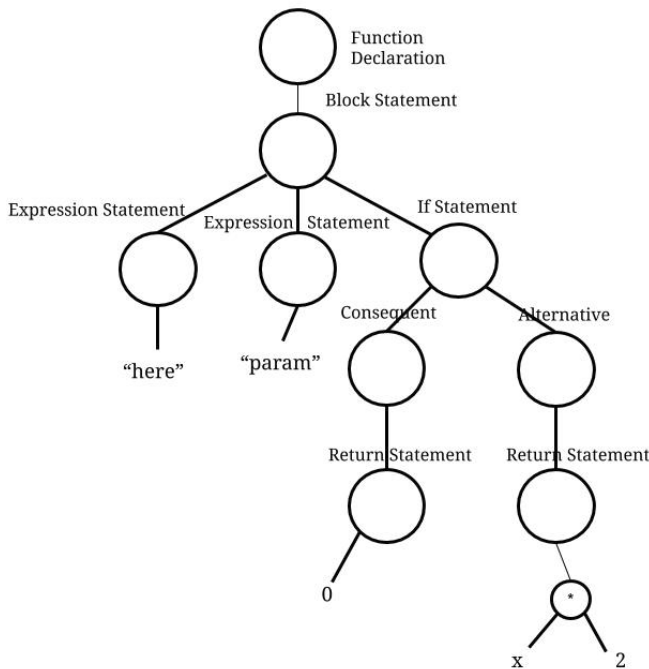 Function
Declaration
Block Statement
Expression Statement
Expression Statement
If Statement
Consequent
Alternative
“here”
“param”
Return Statement
Return Statement
0
*
x
2